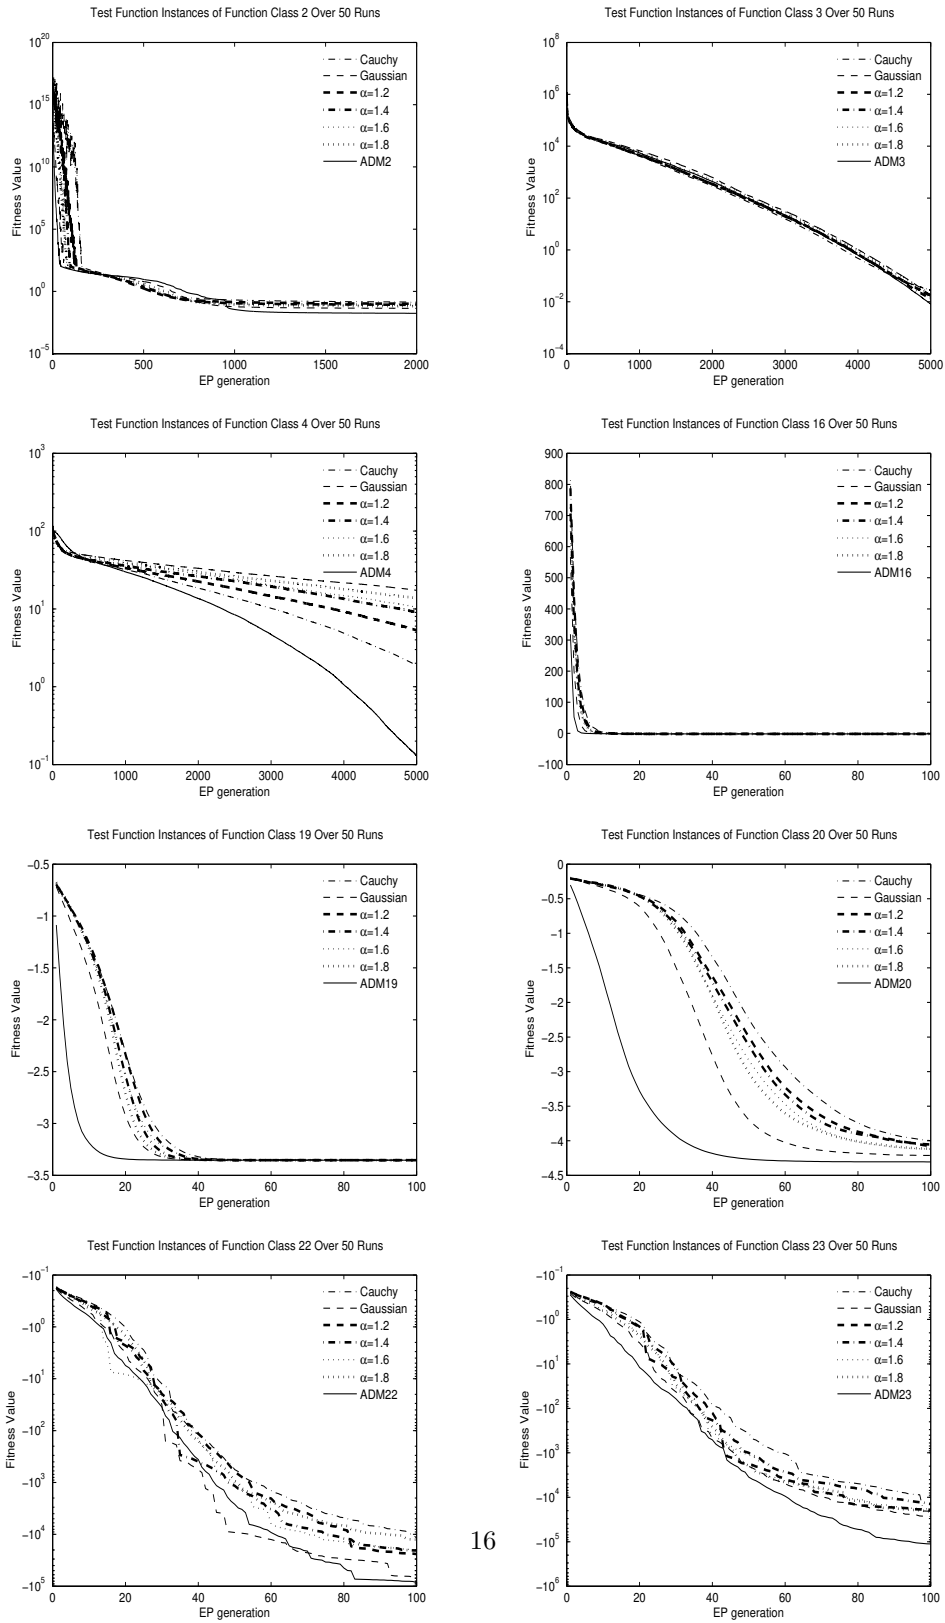 Test Function Instances of Function Class 2 Over 50 Runs
Fitness Value
10^20
10^15
10^10
10^5
10^0
10^-5
0 500 1000 1500 2000
EP generation
Cauchy
Gaussian
α=1.2
α=1.4
α=1.6
α=1.8
ADM2
Test Function Instances of Function Class 3 Over 50 Runs
Fitness Value
10^8
10^6
10^4
10^2
10^0
10^-2
10^-4
0 1000 2000 3000 4000 5000
EP generation
Cauchy
Gaussian
α=1.2
α=1.4
α=1.6
α=1.8
ADM3
Test Function Instances of Function Class 4 Over 50 Runs
Fitness Value
10^3
10^2
10^1
10^0
10^-1
0 1000 2000 3000 4000 5000
EP generation
Cauchy
Gaussian
α=1.2
α=1.4
α=1.6
α=1.8
ADM4
Test Function Instances of Function Class 16 Over 50 Runs
Fitness Value
900
800
700
600
500
400
300
200
100
0
−100
0 20 40 60 80 100
EP generation
Cauchy
Gaussian
α=1.2
α=1.4
α=1.6
α=1.8
ADM16
Test Function Instances of Function Class 19 Over 50 Runs
Fitness Value
−0.5
−1
−1.5
−2
−2.5
−3
−3.5
0 20 40 60 80 100
EP generation
Cauchy
Gaussian
α=1.2
α=1.4
α=1.6
α=1.8
ADM19
Test Function Instances of Function Class 20 Over 50 Runs
Fitness Value
0
−0.5
−1
−1.5
−2
−2.5
−3
−3.5
−4
−4.5
0 20 40 60 80 100
EP generation
Cauchy
Gaussian
α=1.2
α=1.4
α=1.6
α=1.8
ADM20
Test Function Instances of Function Class 22 Over 50 Runs
Fitness Value
−10^-1
−10^0
−10^1
−10^2
−10^3
−10^4
−10^5
0 20 40 60 80 100
EP generation
Cauchy
Gaussian
α=1.2
α=1.4
α=1.6
α=1.8
ADM22
Test Function Instances of Function Class 23 Over 50 Runs
Fitness Value
−10^-1
−10^0
−10^1
−10^2
−10^3
−10^4
−10^5
−10^6
0 20 40 60 80 100
EP generation
Cauchy
Gaussian
α=1.2
α=1.4
α=1.6
α=1.8
ADM23
16